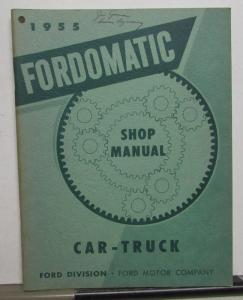 1955
FORDOMATIC
SHOP
MANUAL
CAR-TRUCK
FORD DIVISION • FORD MOTOR COMPANY